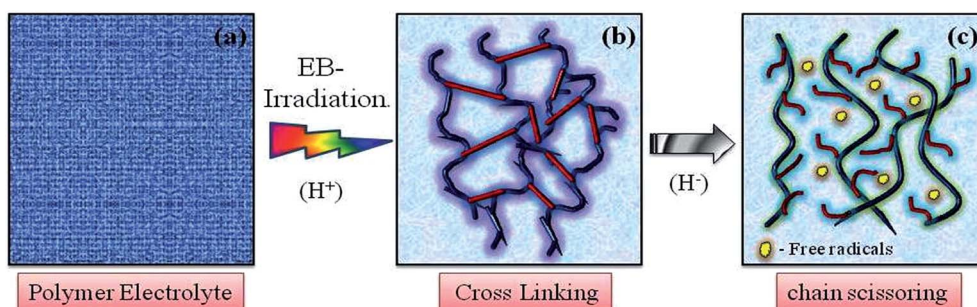 (a)
EB-
Irradiation.
(H⁺)
Polymer Electrolyte
(b)
Cross Linking
(H⁻)
(c)
- Free radicals
chain scissoring